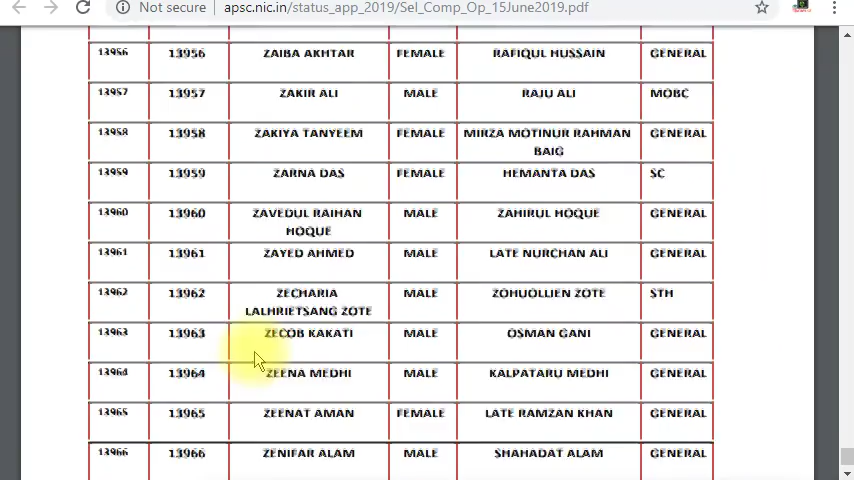 Not secure | apsc.nic.in/status_app_2019/Sel_Comp_Op_15June2019.pdf
13956 13956 ZAIBA AKHTAR FEMALE RAFIQUL HUSSAIN GENERAL
13957 13957 ZAKIR ALI MALE RAJU ALI MOBC
13958 13958 ZAKIYA TANYEEM FEMALE MIRZA MOTINUR RAHMAN GENERAL
BAIG
13959 13959 ZARNA DAS FEMALE HEMANTA DAS SC
13960 13960 ZAVEDUL RAIHAN MALE ZAHIRUL HOQUE GENERAL
HOQUE
13961 13961 ZAYED AHMED MALE LATE NURCHAN ALI GENERAL
13962 13962 ZECHARIA MALE ZOHUOLLIEN ZOTE STH
LALHRIETSANG ZOTE
13963 13963 ZECOB KAKATI MALE OSMAN GANI GENERAL
13964 13964 ZEENA MEDHI MALE KALPATARU MEDHI GENERAL
13965 13965 ZEENAT AMAN FEMALE LATE RAMZAN KHAN GENERAL
13966 13966 ZENIFAR ALAM MALE SHAHADAT ALAM GENERAL